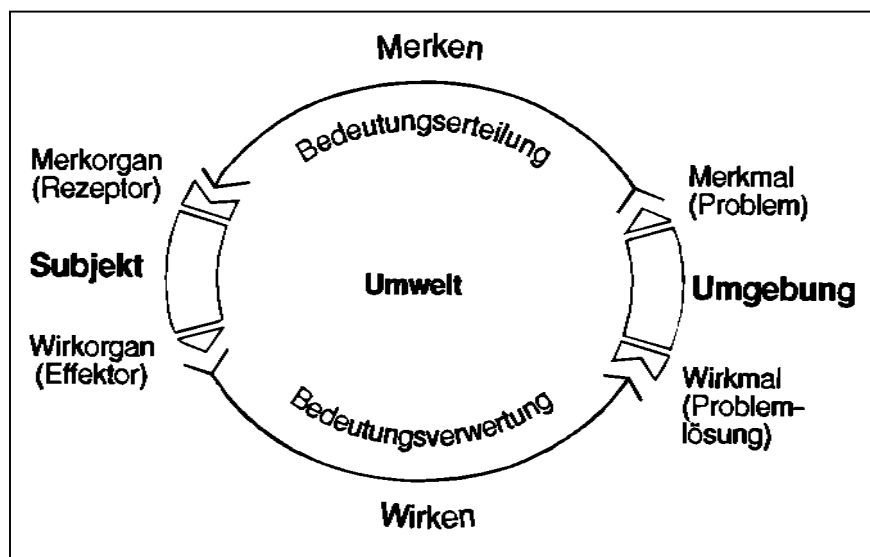 Merken
Bedeutungserteilung
Merkorgan
(Rezeptor)
Merkmal
(Problem)
Subjekt
Umwelt
Umgebung
Wirkorgan
(Effektor)
Wirkmal
(Problem-
lösung)
Bedeutungsverwertung
Wirken